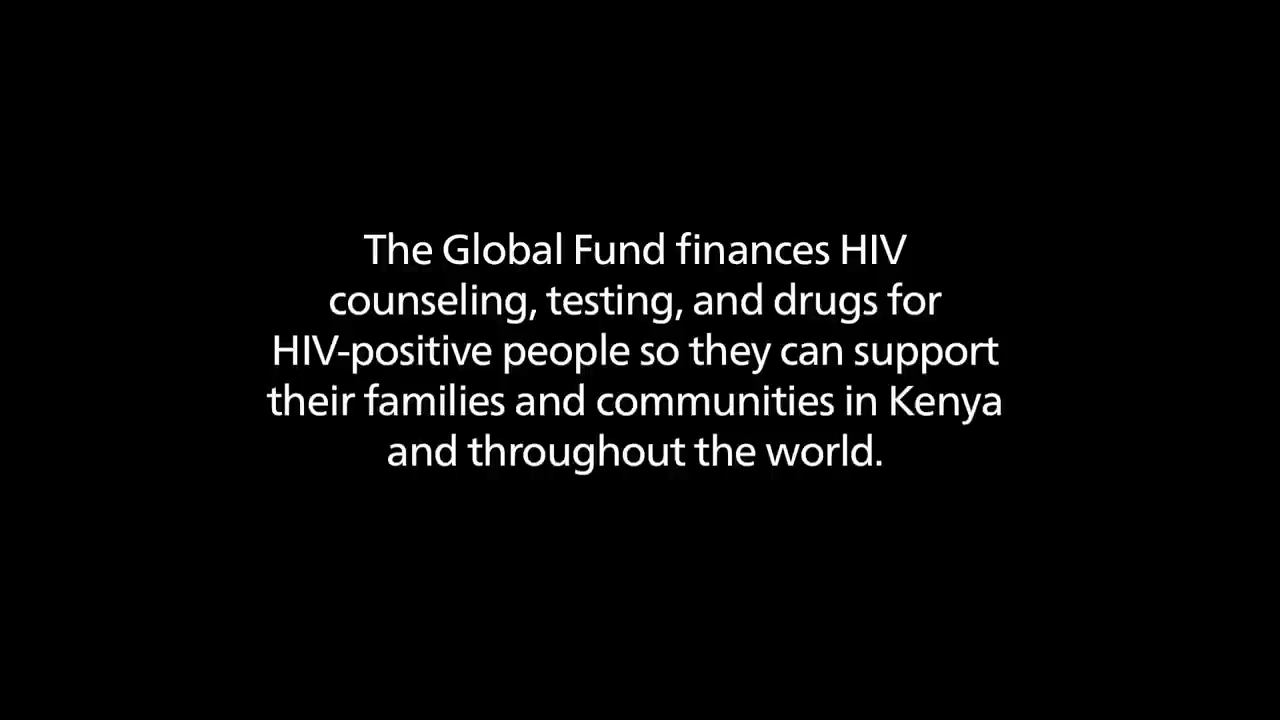 The Global Fund finances HIV
counseling, testing, and drugs for
HIV-positive people so they can support
their families and communities in Kenya
and throughout the world.